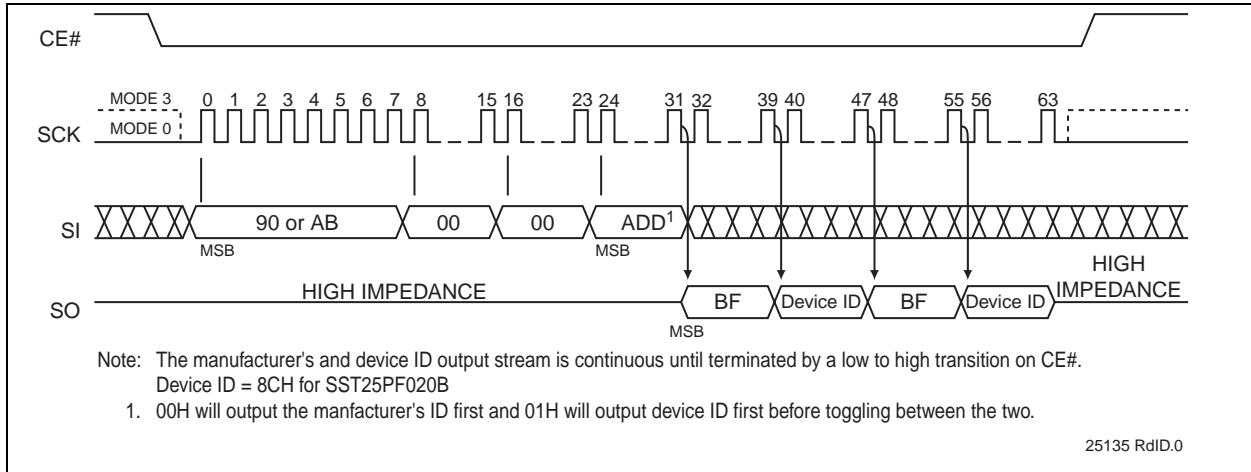 CE#
MODE 3
MODE 0
SCK
0 1 2 3 4 5 6 7 8 15 16 23 24 31 32 39 40 47 48 55 56 63
SI
90 or AB 00 00 ADD1
MSB MSB
SO
HIGH IMPEDANCE
BF Device ID BF Device ID
HIGH
IMPEDANCE
MSB
Note: The manufacturer's and device ID output stream is continuous until terminated by a low to high transition on CE#.
Device ID = 8CH for SST25PF020B
1. 00H will output the manfacturer's ID first and 01H will output device ID first before toggling between the two.
25135 RdID.0